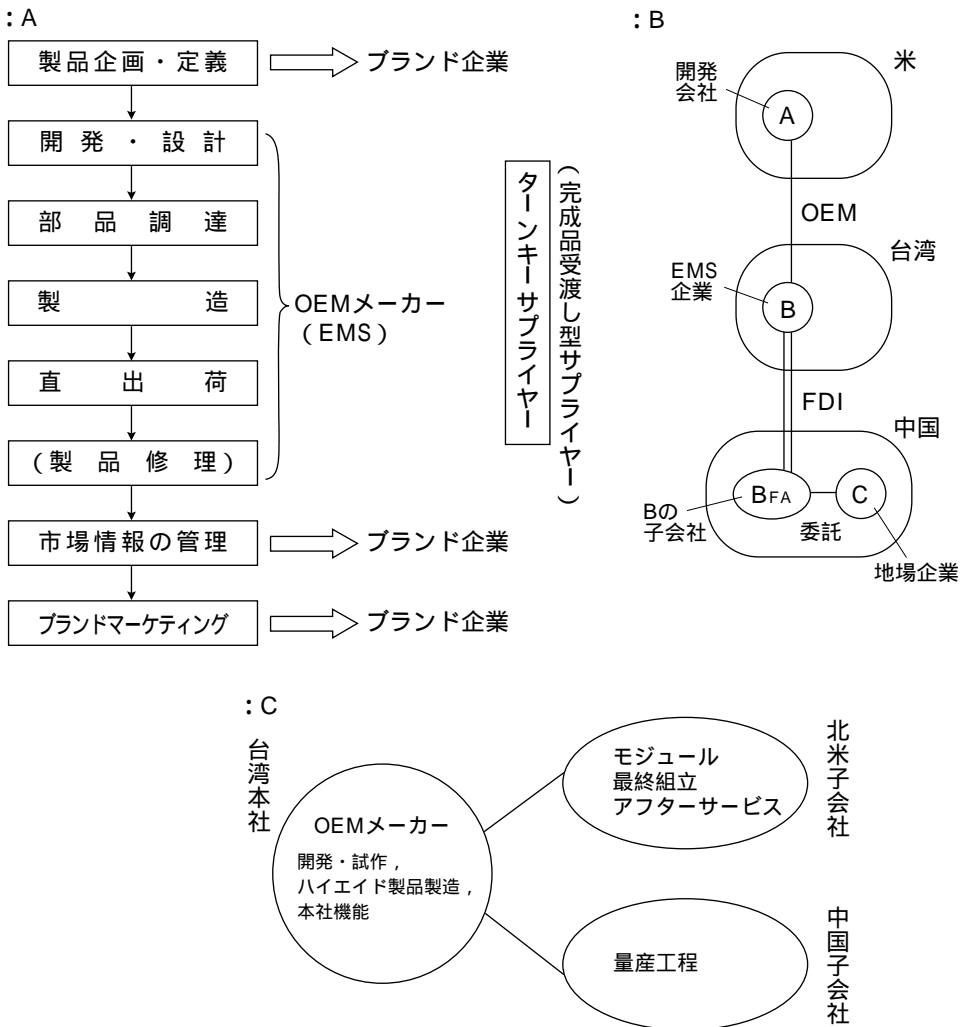 ：A
製品企画・定義
ブランド企業
開発・設計
部品調達
製造
直出荷
（製品修理）
OEMメーカー
（EMS）
ターンキーサプライヤー
（完成品受渡し型サプライヤー）
市場情報の管理
ブランド企業
ブランドマーケティング
ブランド企業
：B
米
開発
会社
A
OEM
台湾
EMS
企業
B
FDI
中国
BFA
C
Bの
子会社
委託
地場企業
：C
台湾本社
OEMメーカー
開発・試作，
ハイエイド製品製造，
本社機能
モジュール
最終組立
アフターサービス
北米子会社
量産工程
中国子会社